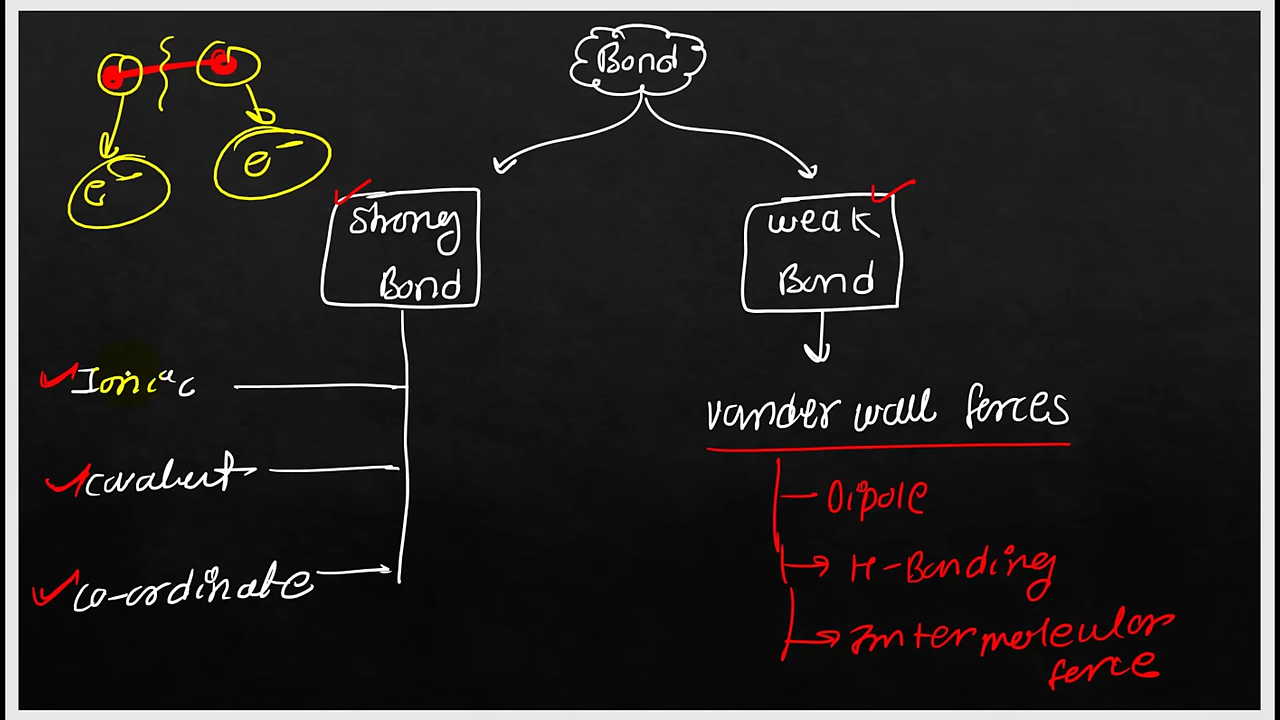 Bond
e⁻
e⁻
Strong
Bond
weak
Bond
Ionic
vander wall forces
covalent
Dipole
H-Bonding
co-ordinate
Intermolecular
force